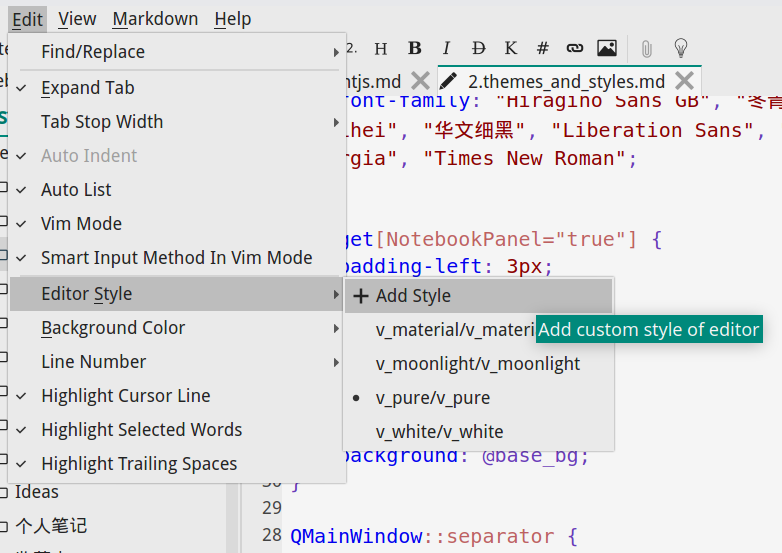 Edit View Markdown Help
Find/Replace
2. H B I D K #
Expand Tab
ntjs.md 2.themes_and_styles.md
"Hiragino Sans GB",
Tab Stop Width
ihei", "华文细黑", "Liberation Sans",
Auto Indent
rgia", "Times New Roman";
Auto List
Vim Mode
get[NotebookPanel="true"] {
Smart Input Method In Vim Mode
padding-left: 3px;
Editor Style
Add Style
Background Color
v_material/v_materi
Add custom style of editor
Line Number
v_moonlight/v_moonlight
Highlight Cursor Line
v_pure/v_pure
Highlight Selected Words
v_white/v_white
Highlight Trailing Spaces
background: @base_bg;
Ideas
30 }
29
个人笔记
28 QMainWindow::separator {